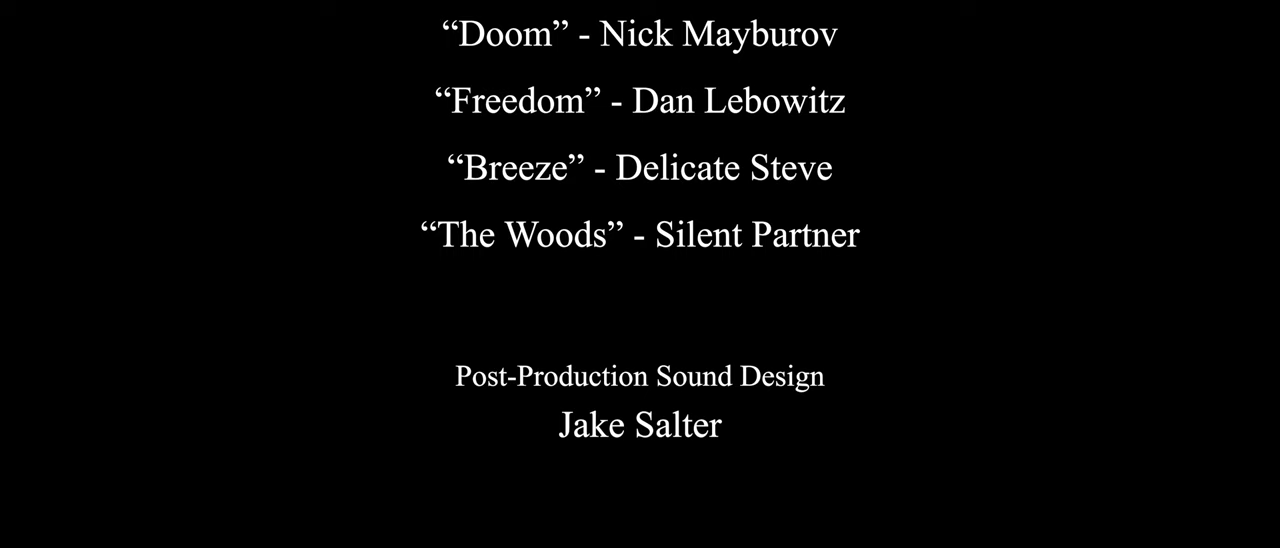 “Doom” - Nick Mayburov
“Freedom” - Dan Lebowitz
“Breeze” - Delicate Steve
“The Woods” - Silent Partner
Post-Production Sound Design
Jake Salter